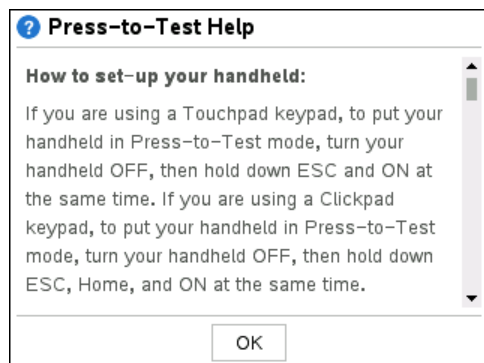 Press-to-Test Help
How to set-up your handheld:
If you are using a Touchpad keypad, to put your
handheld in Press-to-Test mode, turn your
handheld OFF, then hold down ESC and ON at
the same time. If you are using a Clickpad
keypad, to put your handheld in Press-to-Test
mode, turn your handheld OFF, then hold down
ESC, Home, and ON at the same time.
OK